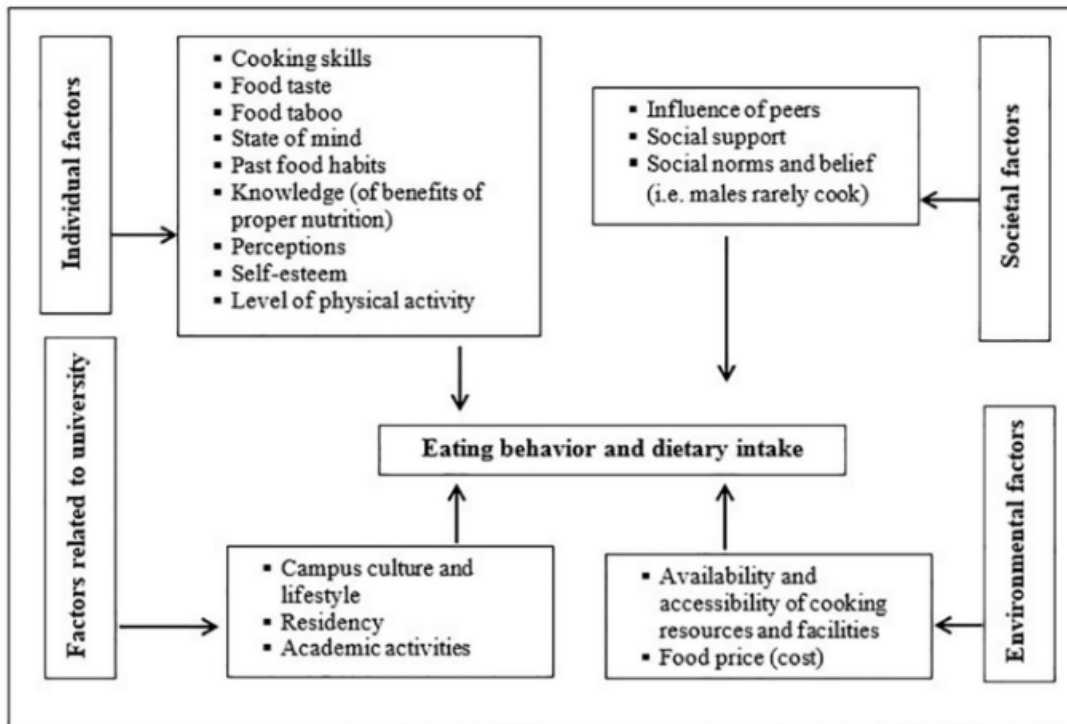 Individual factors
▪ Cooking skills
▪ Food taste
▪ Food taboo
▪ State of mind
▪ Past food habits
▪ Knowledge (of benefits of
proper nutrition)
▪ Perceptions
▪ Self-esteem
▪ Level of physical activity
▪ Influence of peers
▪ Social support
▪ Social norms and belief
(i.e. males rarely cook)
Societal factors
Eating behavior and dietary intake
Factors related to university
▪ Campus culture and
lifestyle
▪ Residency
▪ Academic activities
▪ Availability and
accessibility of cooking
resources and facilities
▪ Food price (cost)
Environmental factors